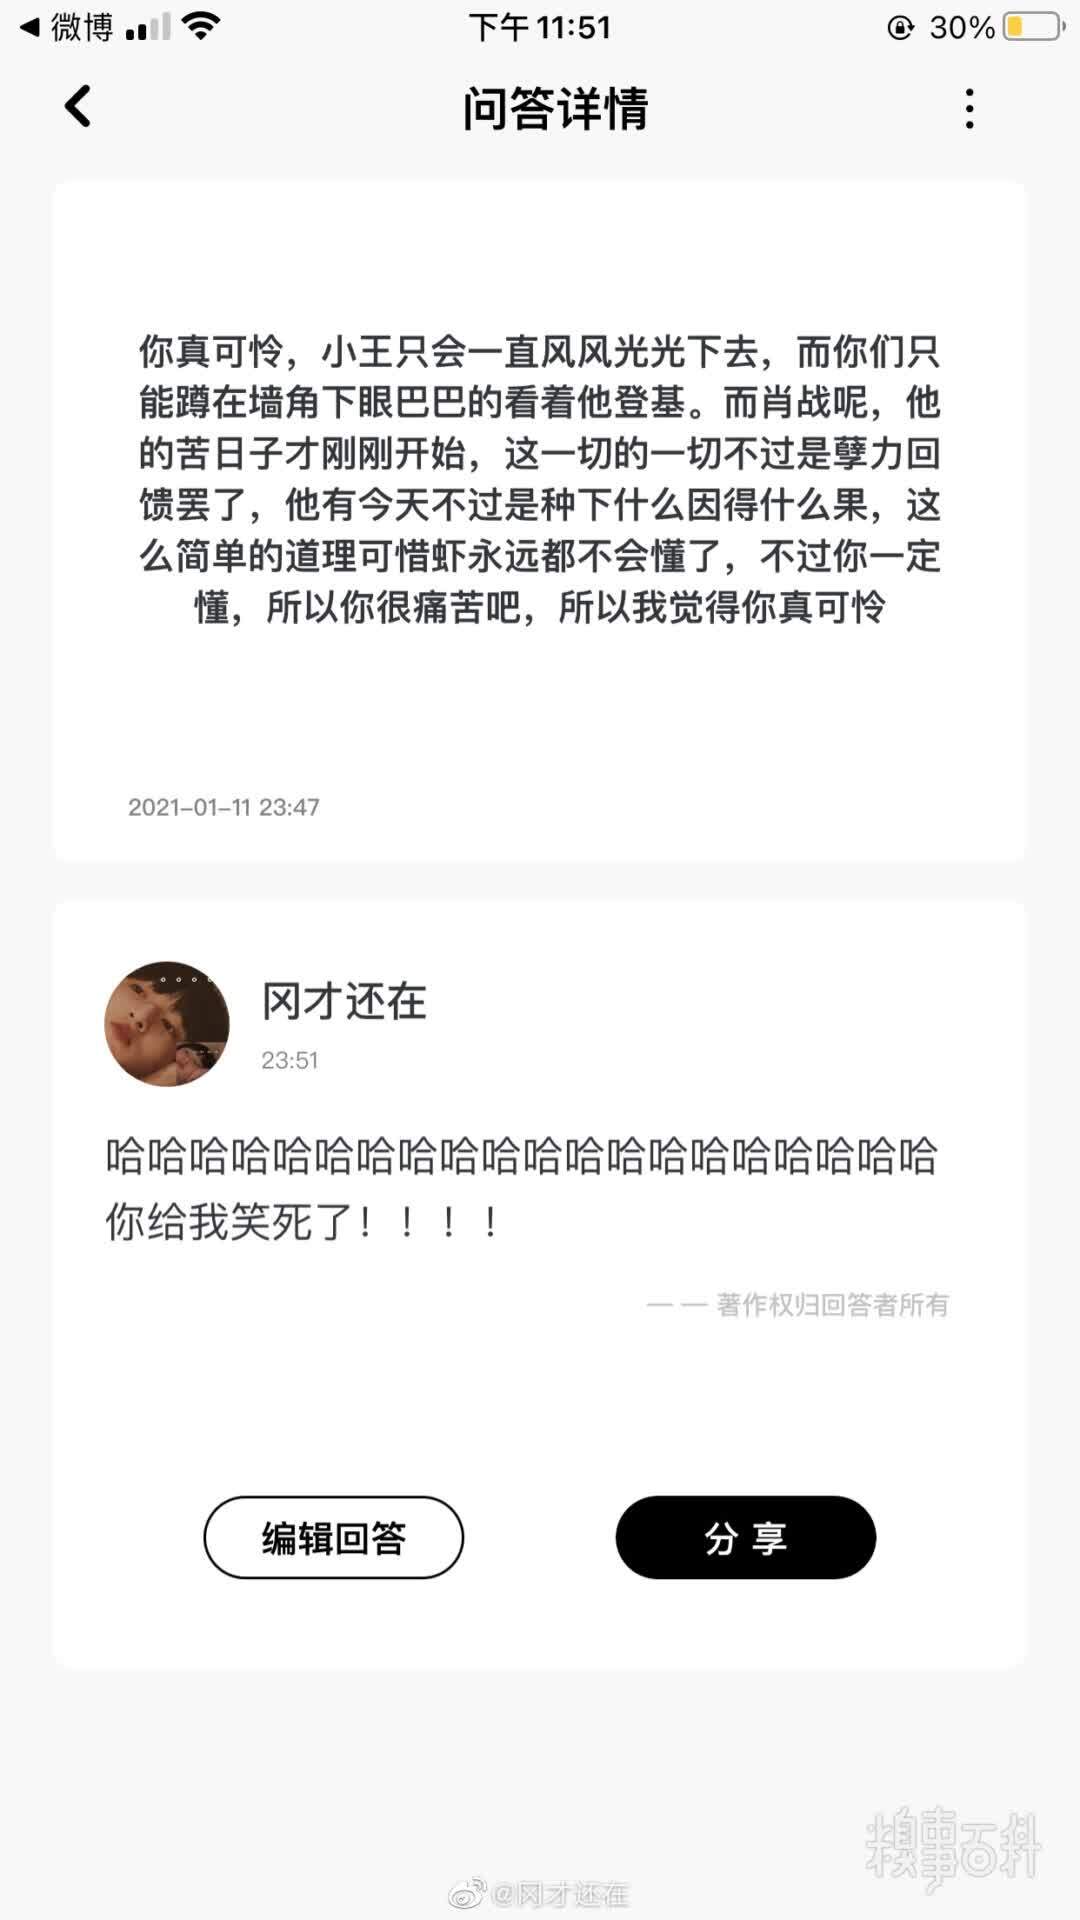 微博
下午11:51
30%
问答详情
你真可怜，小王只会一直风风光光下去，而你们只
能蹲在墙角下眼巴巴的看着他登基。而肖战呢，他
的苦日子才刚刚开始，这一切的一切不过是孽力回
馈罢了，他有今天不过是种下什么因得什么果，这
么简单的道理可惜虾永远都不会懂了，不过你一定
懂，所以你很痛苦吧，所以我觉得你真可怜
2021-01-11 23:47
冈才还在
23:51
哈哈哈哈哈哈哈哈哈哈哈哈哈哈哈哈哈哈哈哈
你给我笑死了！！！！
—— 著作权归回答者所有
编辑回答
分享
糗事百科
@冈才还在